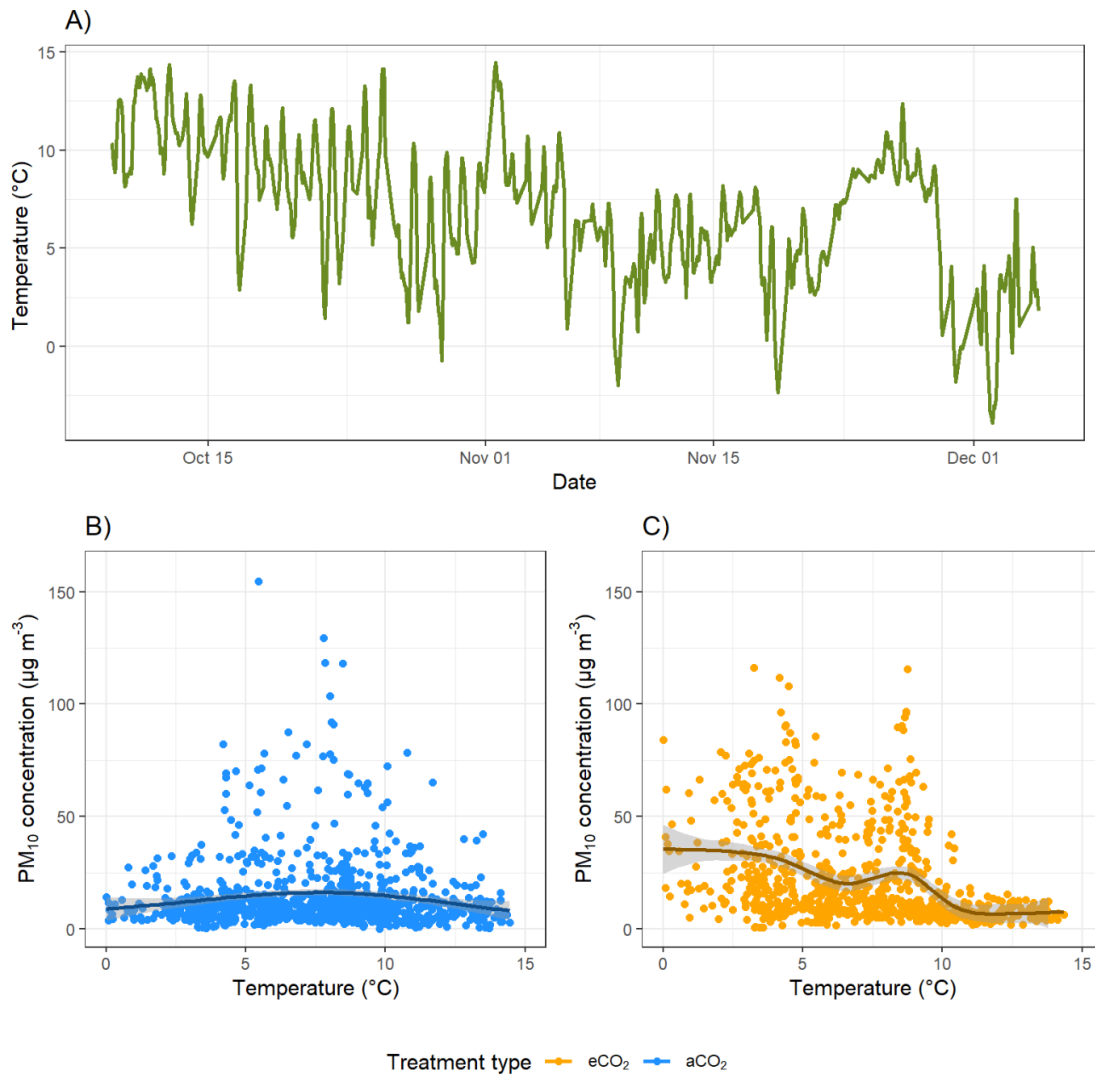 A)
15
10
5
0
Temperature (°C)
Oct 15 Nov 01 Nov 15 Dec 01
Date
B)
150
100
50
0
PM₁₀ concentration (µg m⁻³)
0 5 10 15
Temperature (°C)
C)
150
100
50
0
PM₁₀ concentration (µg m⁻³)
0 5 10 15
Temperature (°C)
Treatment type eCO₂ aCO₂